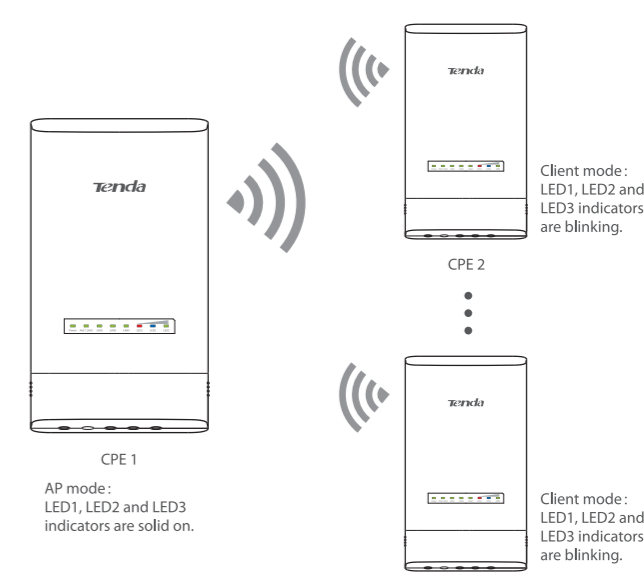 Tenda
CPE 1
AP mode:
LED1, LED2 and LED3
indicators are solid on.
Tenda
Client mode:
LED1, LED2 and
LED3 indicators
are blinking.
CPE 2
Tenda
Client mode:
LED1, LED2 and
LED3 indicators
are blinking.